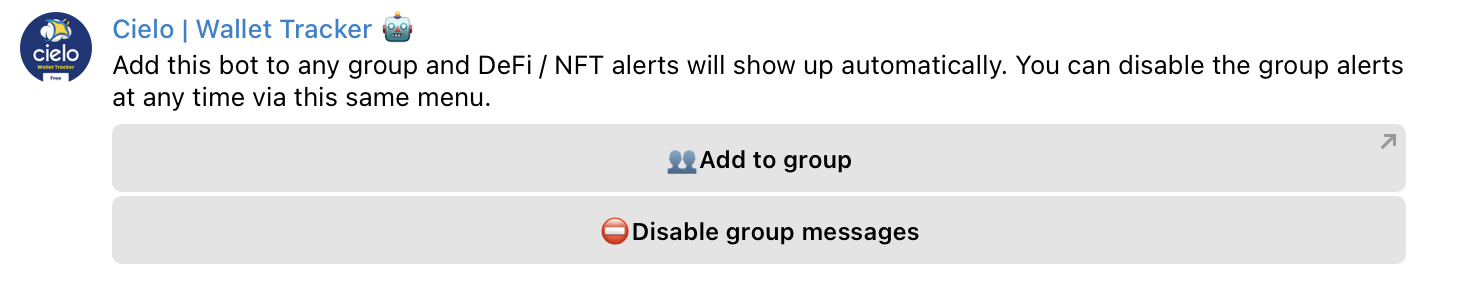 Cielo | Wallet Tracker 🤖
cielo
Wallet Tracker
Free
Add this bot to any group and DeFi / NFT alerts will show up automatically. You can disable the group alerts
at any time via this same menu.
👥Add to group
⛔Disable group messages